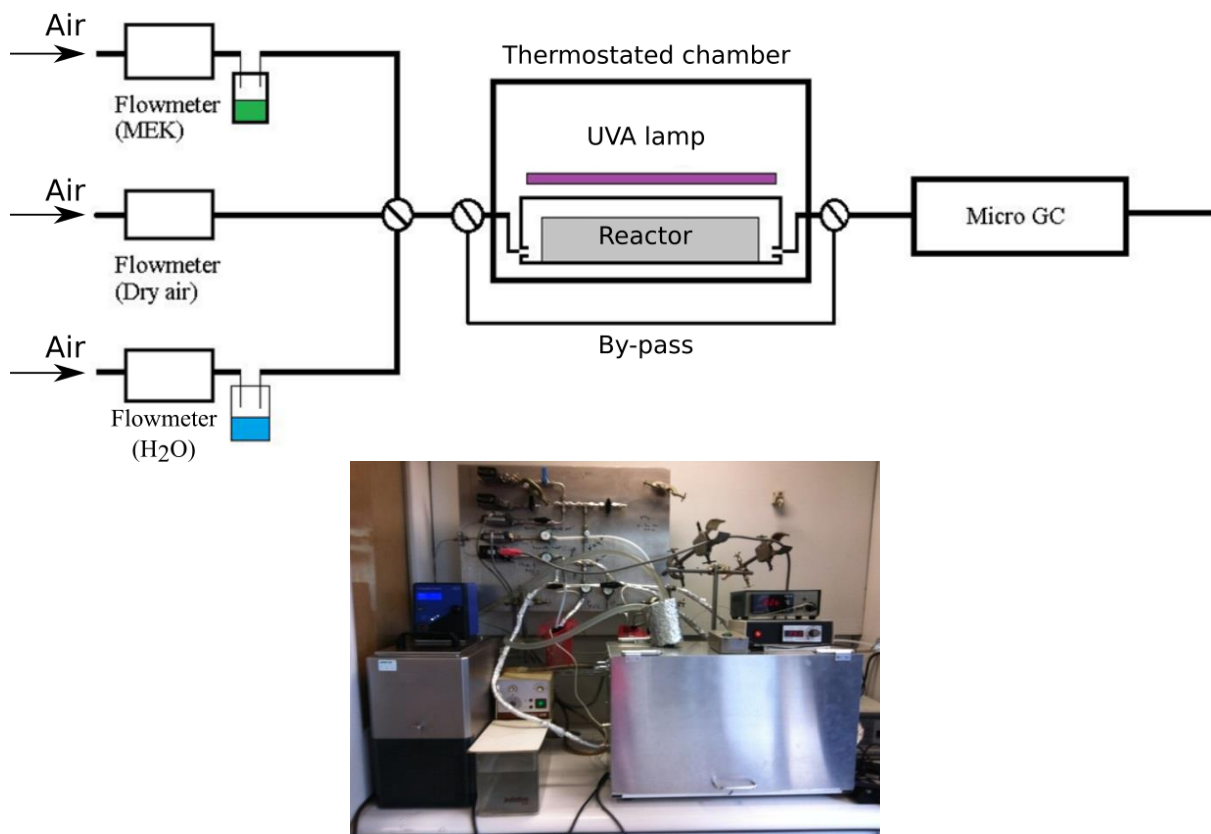 Air
Flowmeter
(MEK)
Air
Flowmeter
(Dry air)
Air
Flowmeter
(H2O)
Thermostated chamber
UVA lamp
Reactor
By-pass
Micro GC